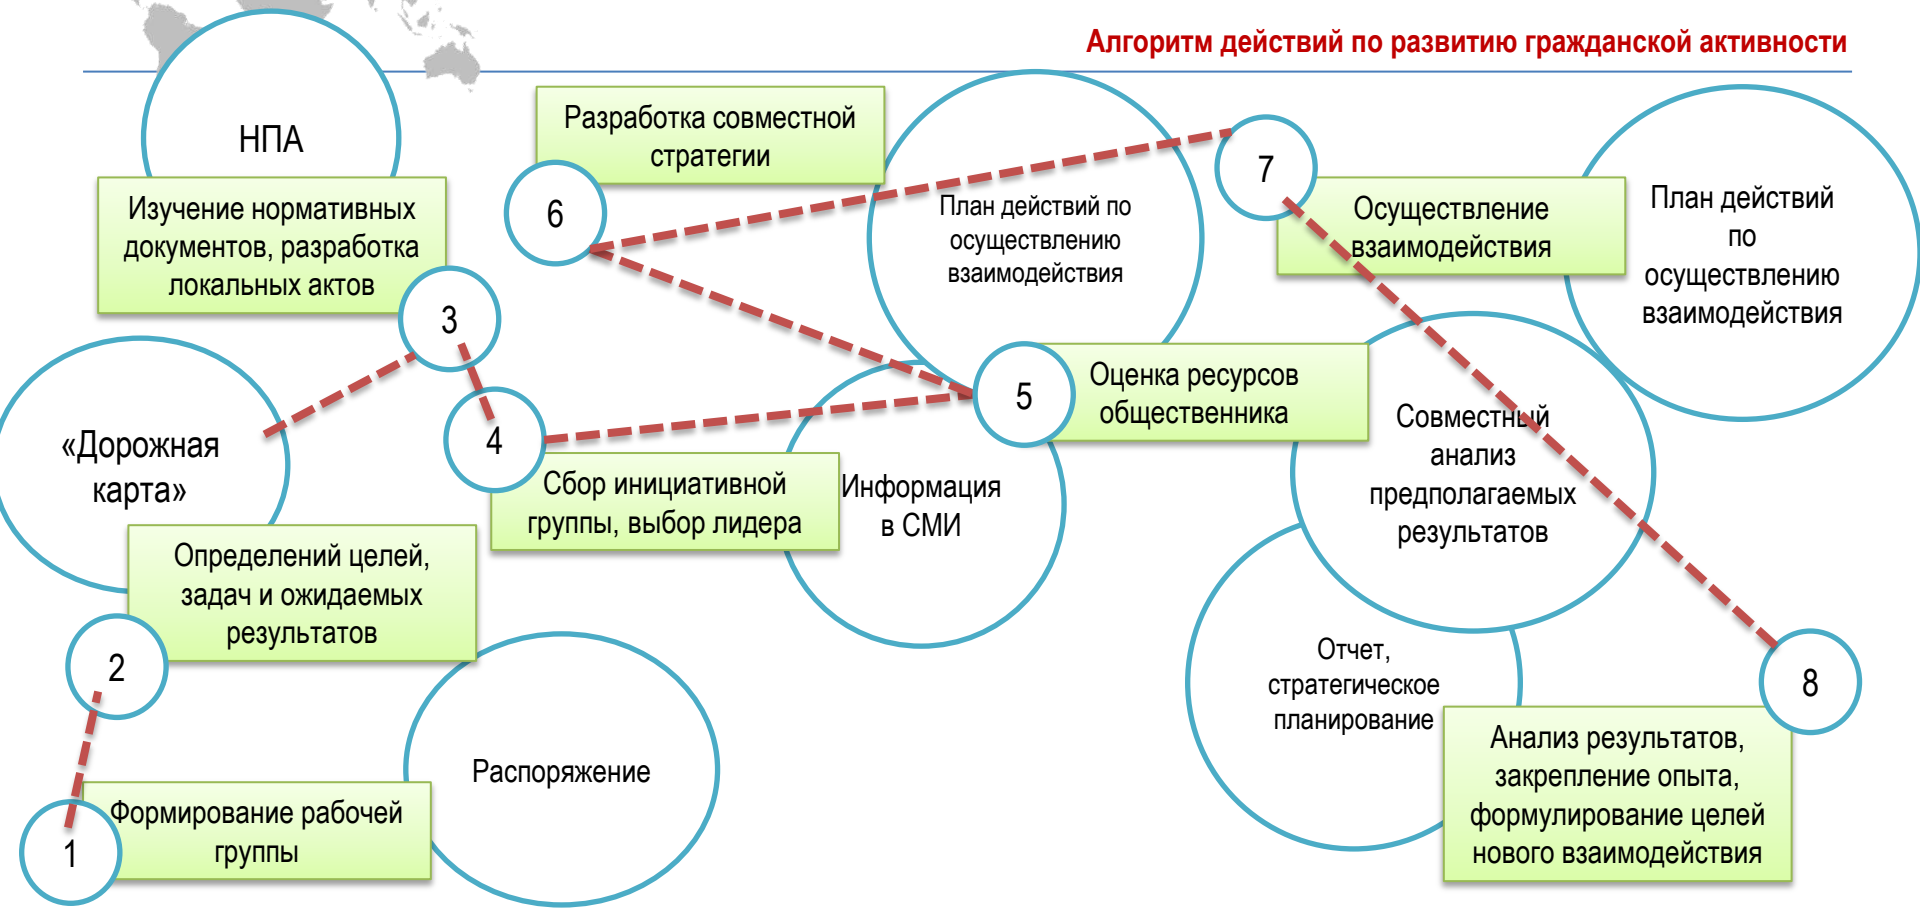 Алгоритм действий по развитию гражданской активности
НПА
Изучение нормативных
документов, разработка
локальных актов
3
«Дорожная
карта»
Определений целей,
задач и ожидаемых
результатов
2
Формирование рабочей
группы
1
Распоряжение
Разработка совместной
стратегии
6
План действий по
осуществлению
взаимодействия
4
Сбор инициативной
группы, выбор лидера
Информация
в СМИ
5
Оценка ресурсов
общественника
7
Осуществление
взаимодействия
План действий
по
осуществлению
взаимодействия
Совместный
анализ
предполагаемых
результатов
Отчет,
стратегическое
планирование
8
Анализ результатов,
закрепление опыта,
формулирование целей
нового взаимодействия